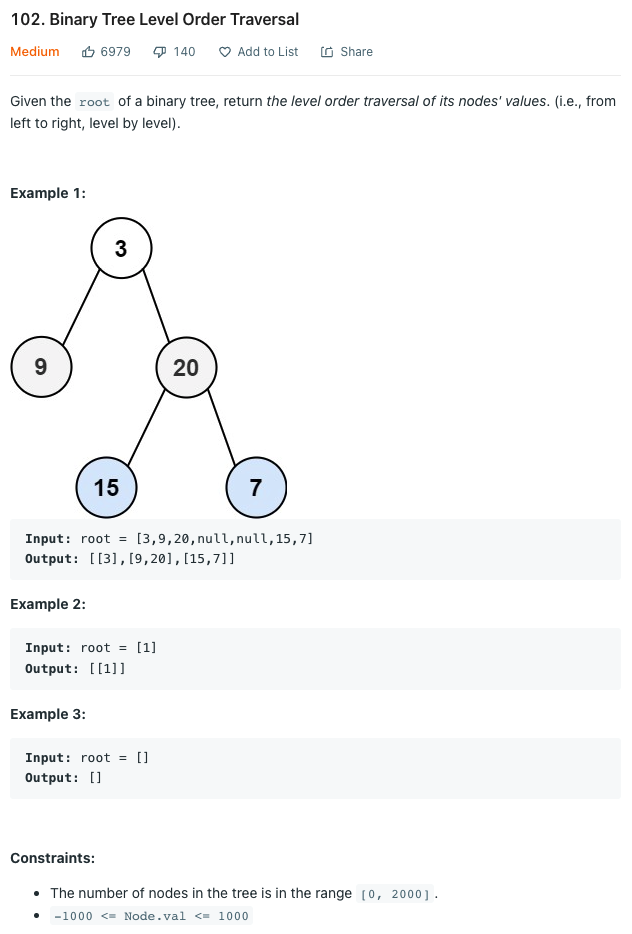 102. Binary Tree Level Order Traversal
Medium 6979 140 Add to List Share
Given the root of a binary tree, return the level order traversal of its nodes' values. (i.e., from
left to right, level by level).
Example 1:
3
9 20
15 7
Input: root = [3,9,20,null,null,15,7]
Output: [[3],[9,20],[15,7]]
Example 2:
Input: root = [1]
Output: [[1]]
Example 3:
Input: root = []
Output: []
Constraints:
• The number of nodes in the tree is in the range [0, 2000].
• -1000 <= Node.val <= 1000